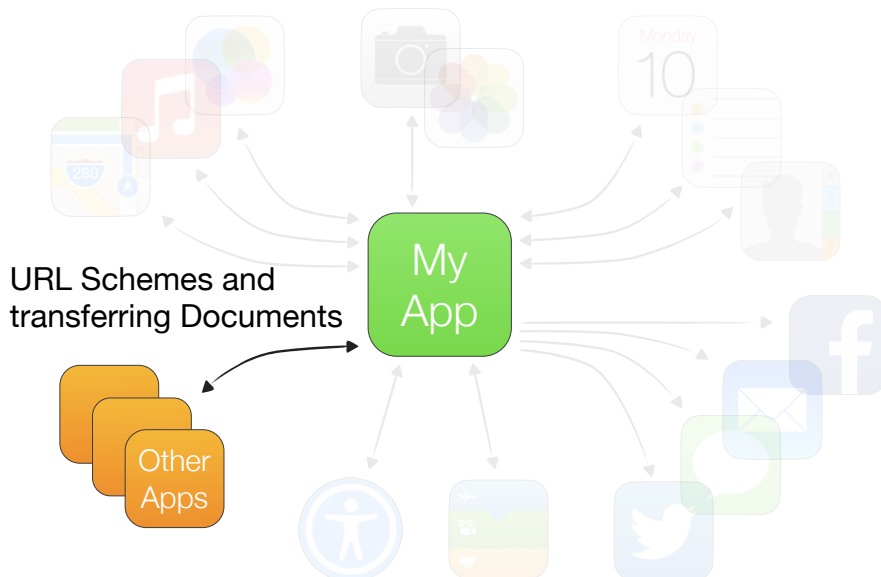 Monday
10
280
My
App
URL Schemes and
transferring Documents
Other
Apps